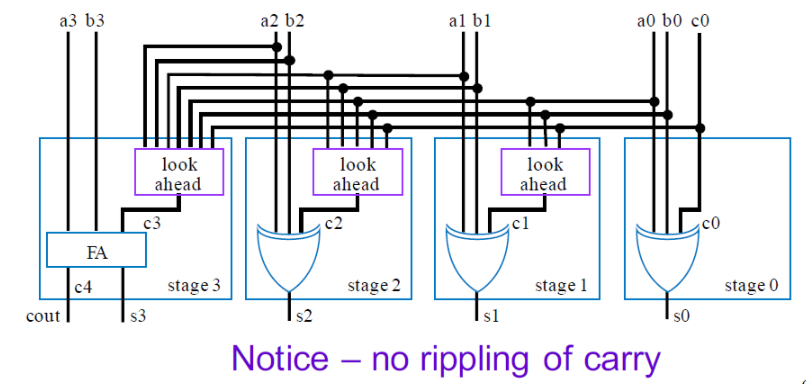 a3 b3 a2 b2 a1 b1 a0 b0 c0
look ahead
look ahead
look ahead
c3 c2 c1 c0
FA
c4 stage 3 stage 2 stage 1 stage 0
cout s3 s2 s1 s0
Notice – no rippling of carry